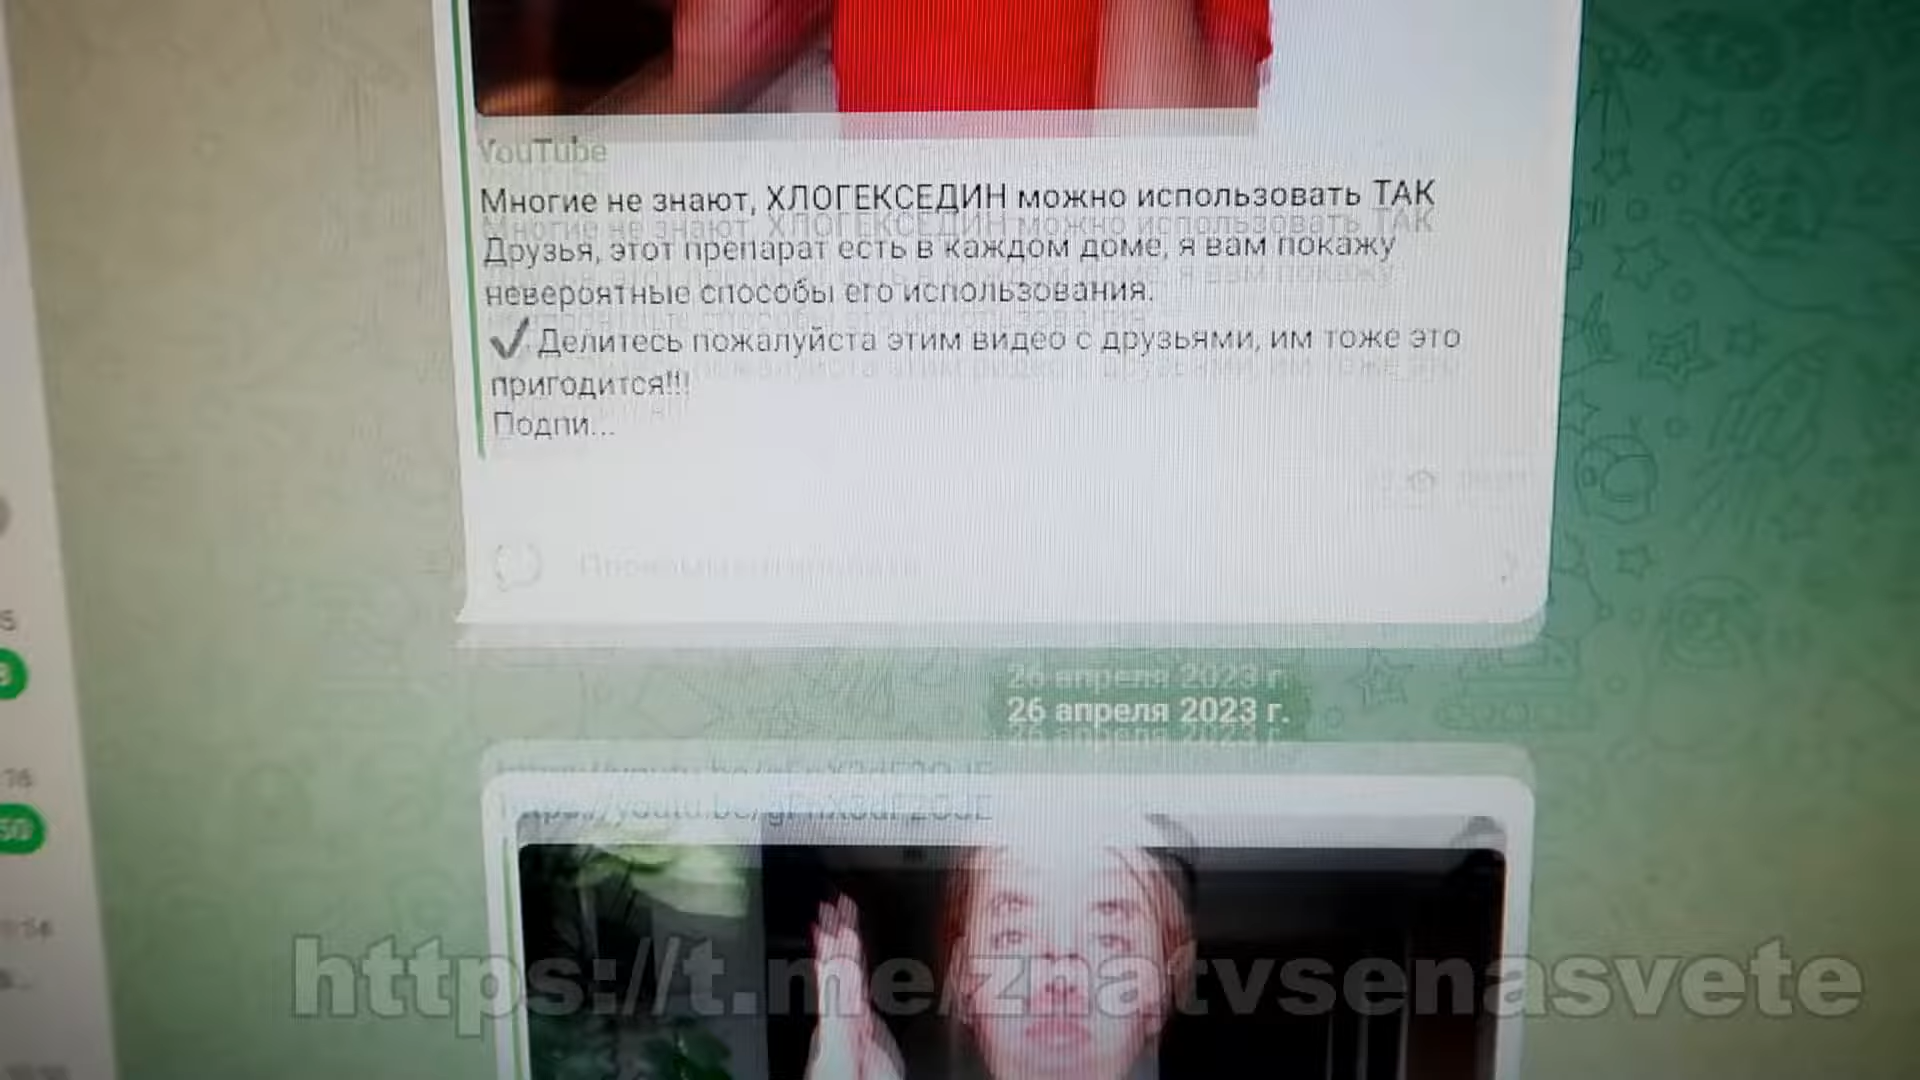 YouTube
Многие не знают, ХЛОГЕКСЕДИН можно использовать ТАК
Друзья, этот препарат есть в каждом доме, я вам покажу
невероятные способы его использования.
✔Делитесь пожалуйста этим видео с друзьями, им тоже это
пригодится!!!
Подпи...
26 апреля 2023 г.
https://t.me/znatvsenasvete